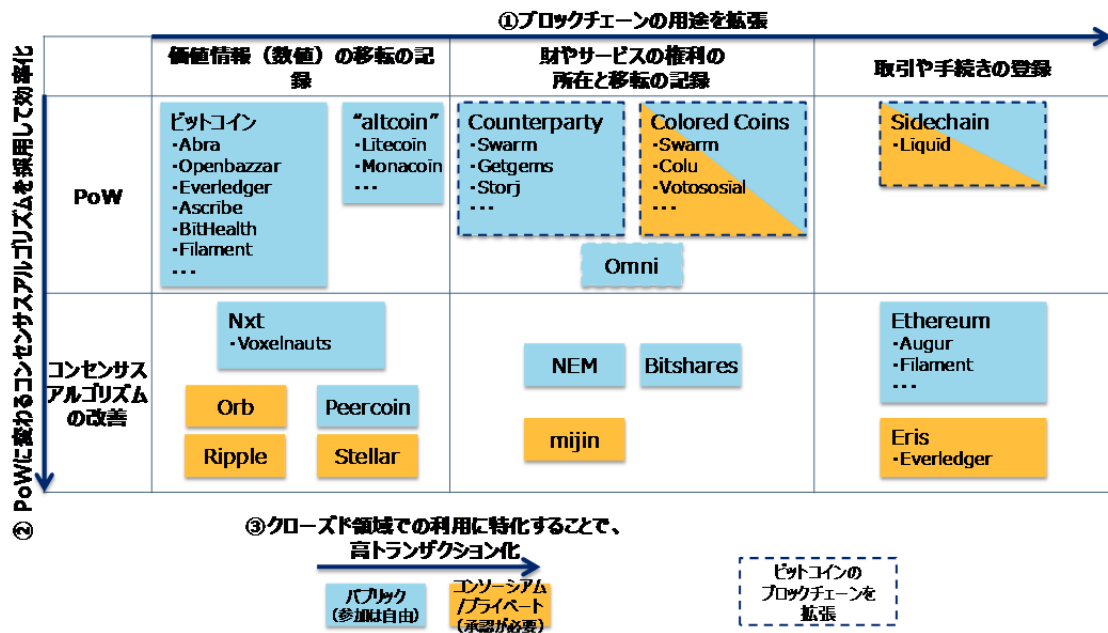 ①ブロックチェーンの用途を拡張
価値情報（数値）の移転の記
録
財やサービスの権利の
所在と移転の記録
取引や手続きの登録
② PoWに変わるコンセンサスアルゴリズムを採用して効率化
PoW
ビットコイン
・Abra
・Openbazzar
・Everledger
・Ascribe
・BitHealth
・Filament
・・・
“altcoin”
・Litecoin
・Monacoin
・・・
Counterparty
・Swarm
・Getgems
・Storj
・・・
Colored Coins
・Swarm
・Colu
・Votososial
・・・
Omni
Sidechain
・Liquid
コンセンサス
アルゴリズム
の改善
Nxt
・Voxelnauts
Orb
Peercoin
Ripple
Stellar
NEM
Bitshares
mijin
Ethereum
・Augur
・Filament
・・・
Eris
・Everledger
③クローズド領域での利用に特化することで、
高トランザクション化
パブリック
（参加は自由）
コンソーシアム
/プライベート
（承認が必要）
ビットコインの
ブロックチェーンを
拡張